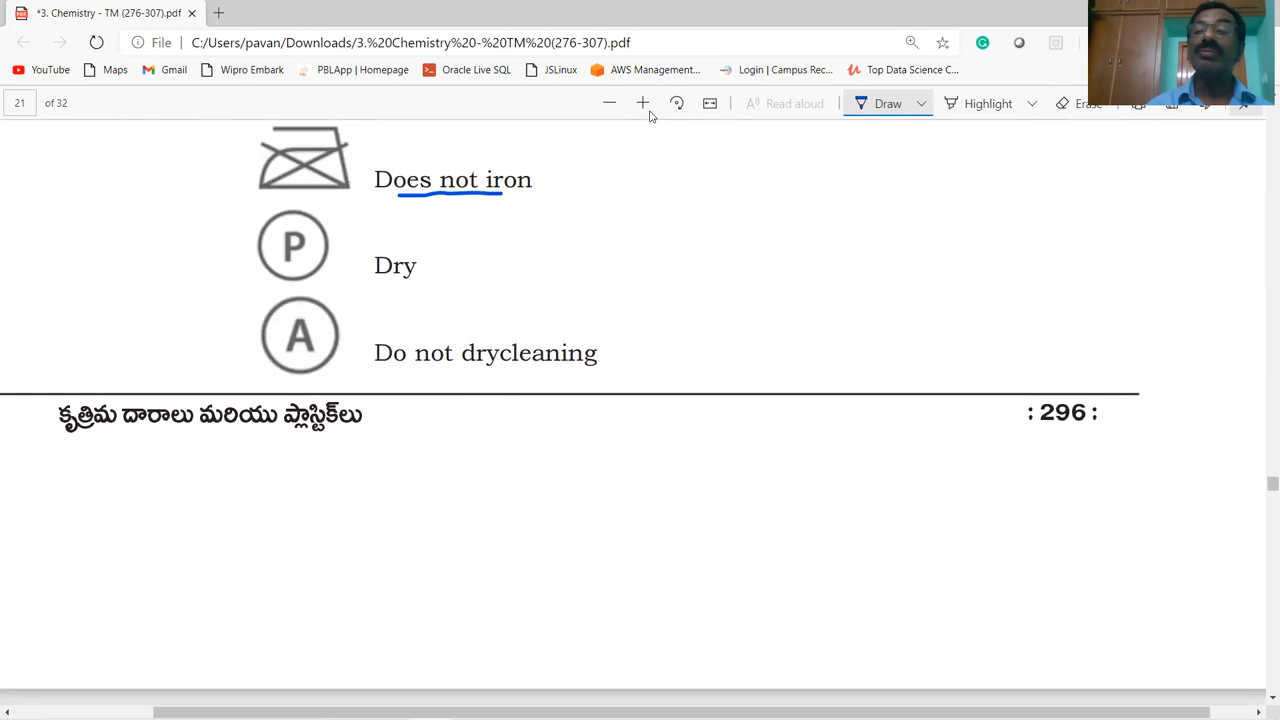 *3. Chemistry - TM (276-307).pdf
File C:/Users/pavan/Downloads/3.%20Chemistry%20-%20TM%20(276-307).pdf
YouTube Maps Gmail Wipro Embark PBLApp | Homepage Oracle Live SQL JSLinux AWS Management... Login | Campus Rec... Top Data Science C...
21 of 32 Read aloud Draw Highlight
Does not iron
P Dry
A Do not drycleaning
కృత్రిమ దారాలు మరియు ప్లాస్టిక్‌లు : 296 :